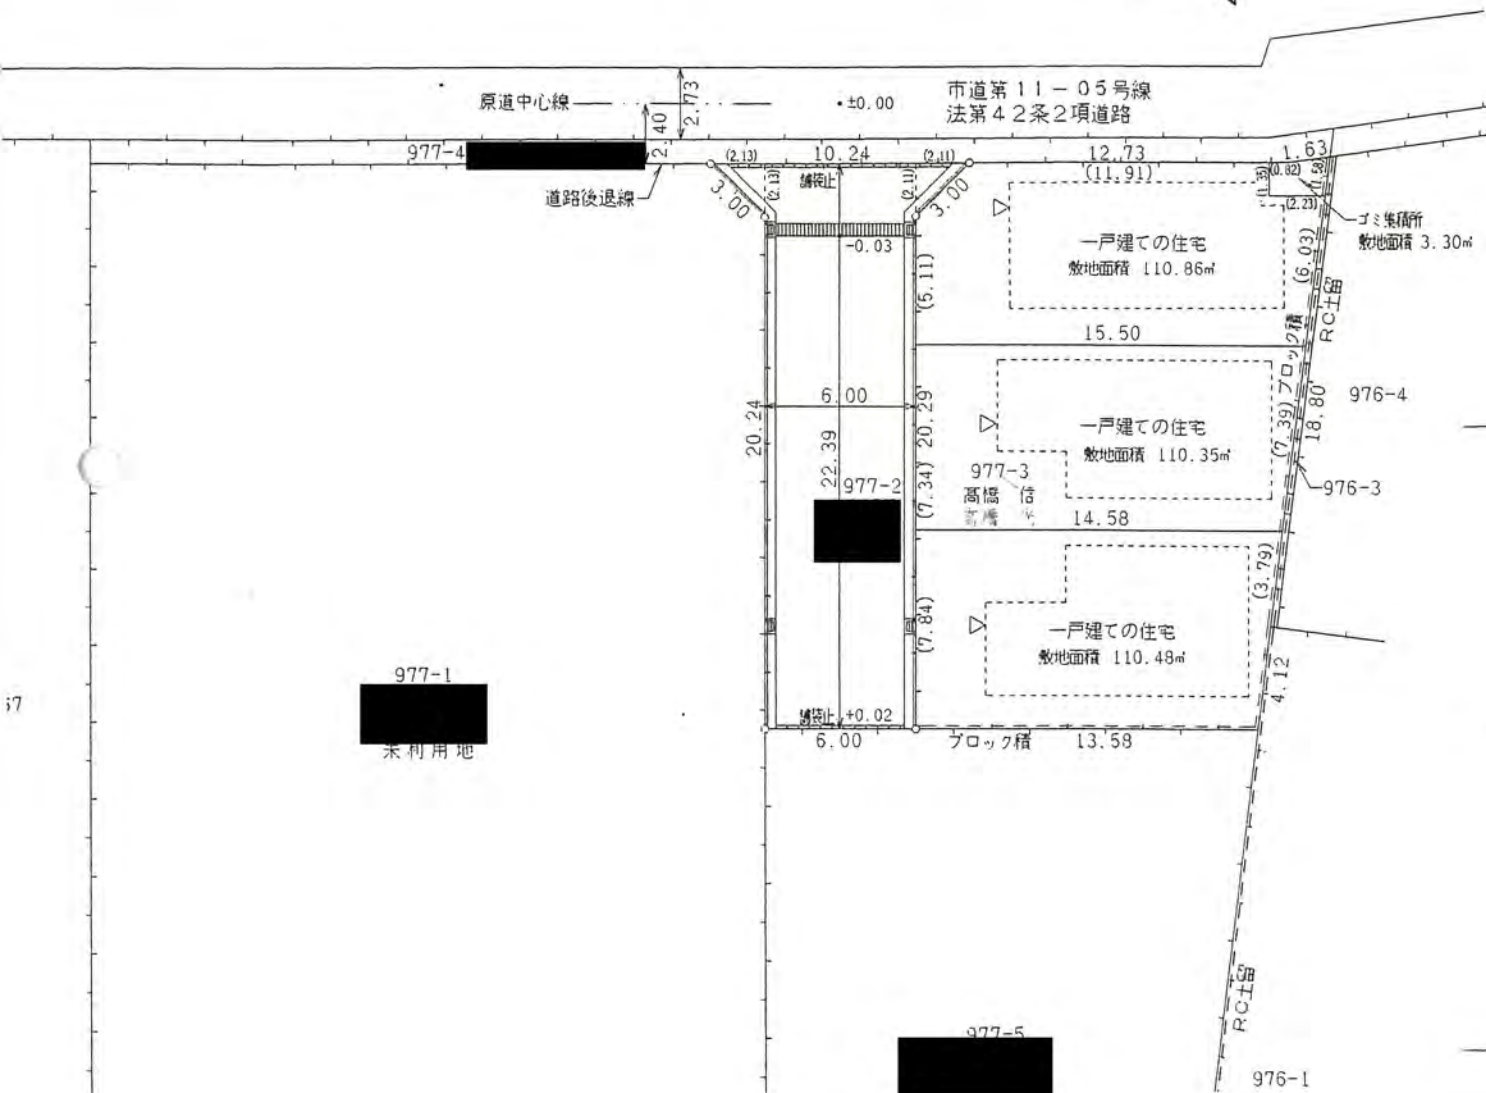 市道第11-05号線
法第42条2項道路
原道中心線
±0.00
2.73
2.40
977-4
道路後退線
(2.13)
10.24
(2.11)
12.73
(11.91)
1.63
3.00
(2.13)
舗装止
(2.11)
3.00
(1.35)
(0.82)
(1.58)
(2.23)
ゴミ集積所
敷地面積 3.30㎡
-0.03
(5.11)
一戸建ての住宅
敷地面積 110.86㎡
(6.03)
RC土留
15.50
ブロック積
6.00
20.24
22.39
20.29
(7.34)
一戸建ての住宅
敷地面積 110.35㎡
(7.39)
18.80
976-4
977-2
977-3
高橋 信
976-3
14.58
(3.79)
(7.84)
一戸建ての住宅
敷地面積 110.48㎡
4.12
977-1
未利用地
57
舗装止
+0.02
6.00
ブロック積
13.58
RC土留
977-5
976-1